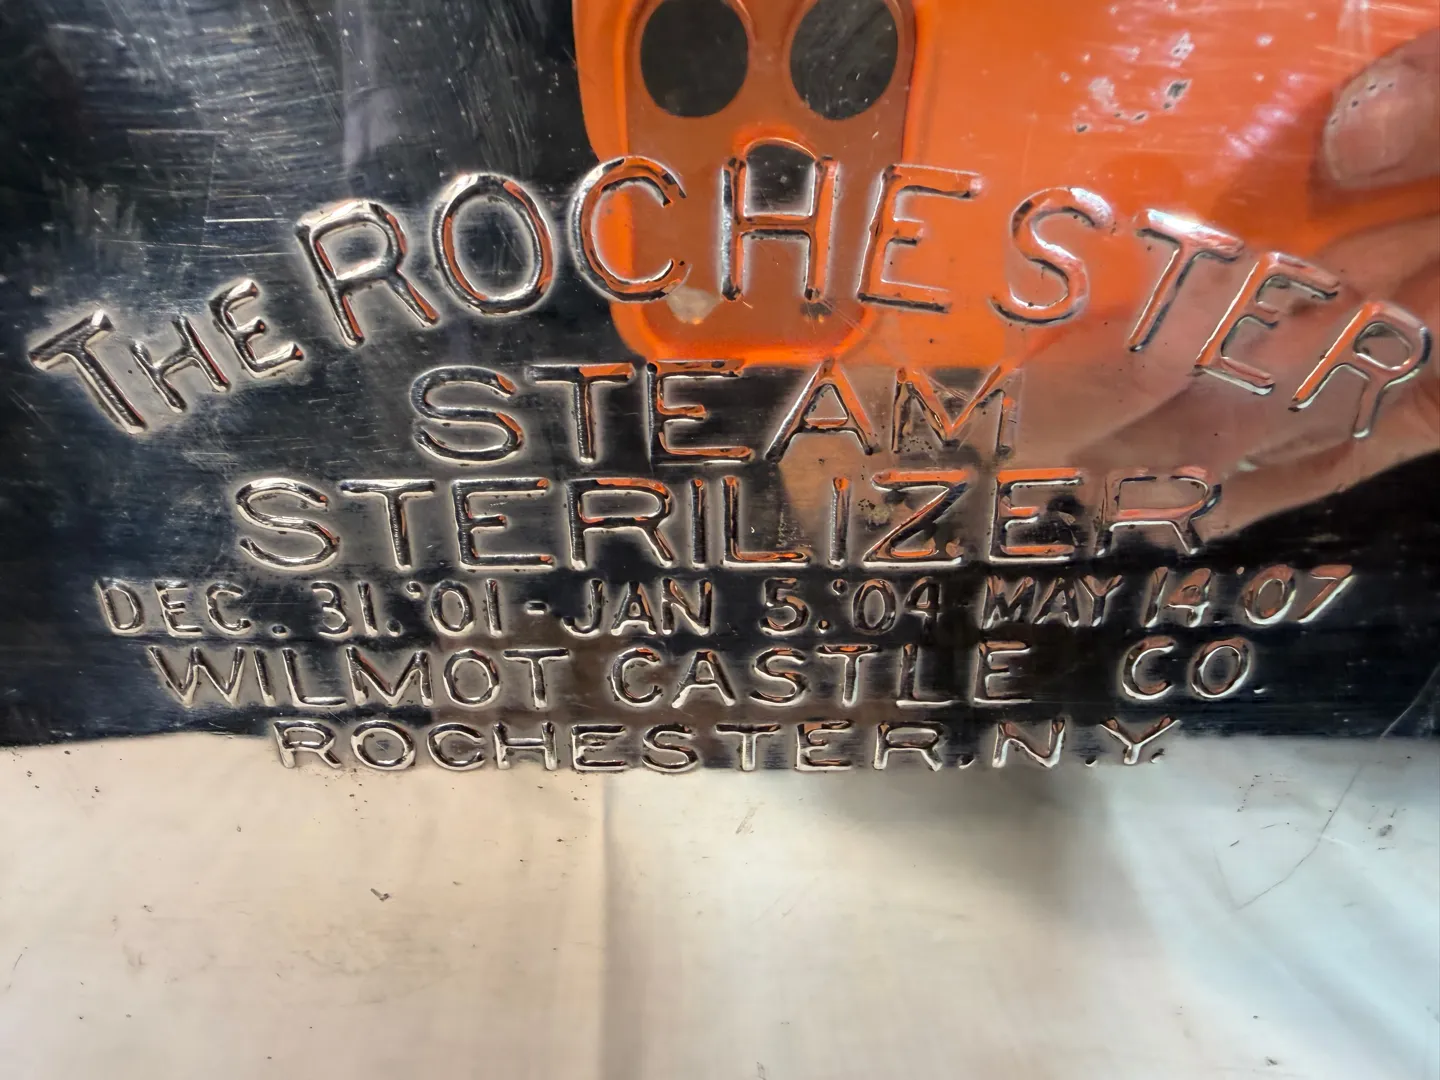 THE ROCHESTER
STEAM
STERILIZER
DEC. 31.'01 - JAN 5.'04 MAY 14'07
WILMOT CASTLE CO.
ROCHESTER.N.Y.